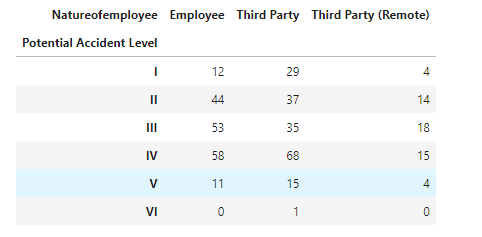 Natureofemployee Employee Third Party Third Party (Remote)
Potential Accident Level
I 12 29 4
II 44 37 14
III 53 35 18
IV 58 68 15
V 11 15 4
VI 0 1 0